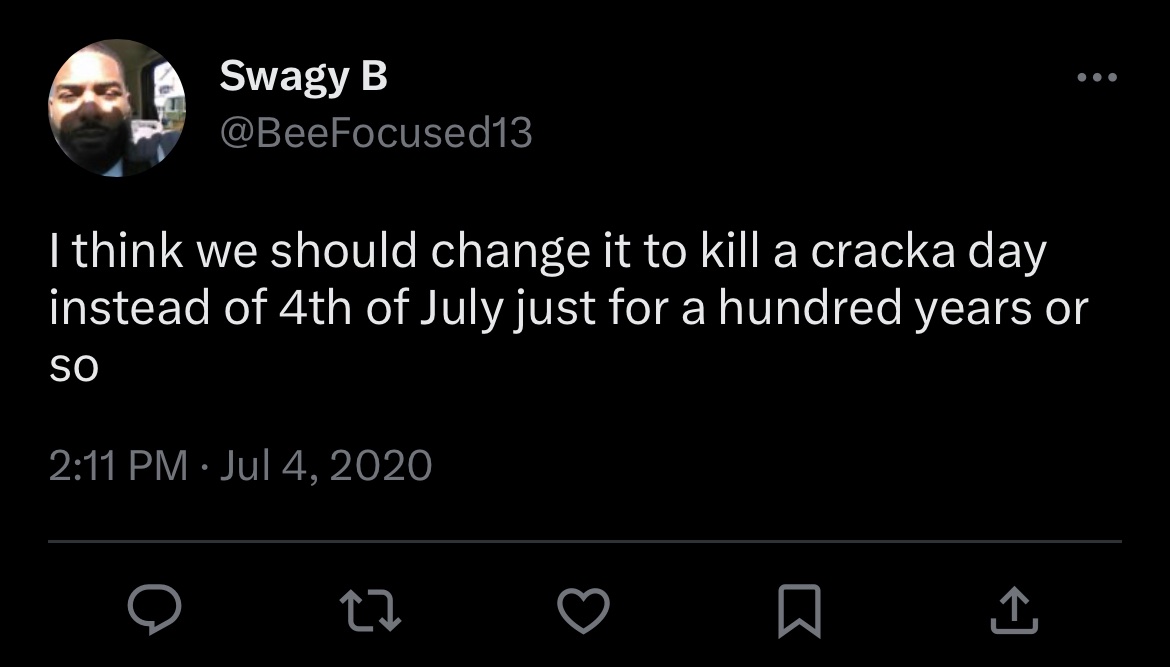 Swagy B
@BeeFocused13
I think we should change it to kill a cracka day
instead of 4th of July just for a hundred years or
so
2:11 PM · Jul 4, 2020